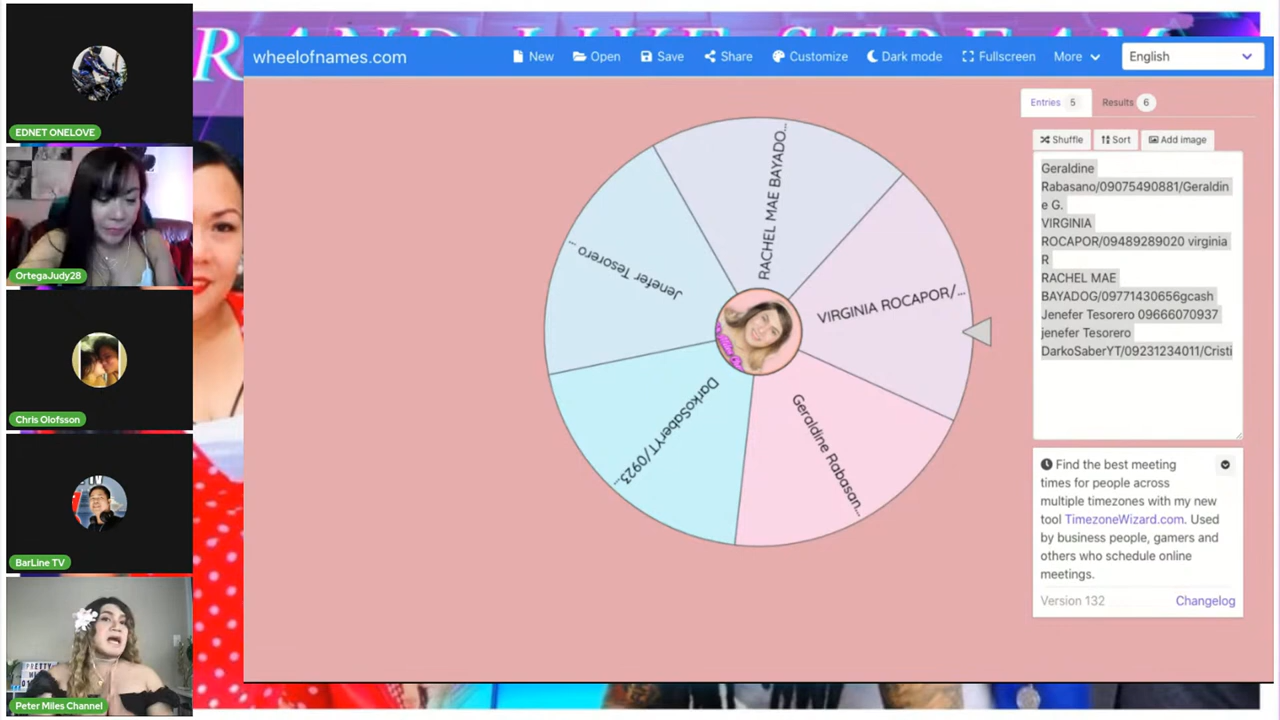 RAND LIVE STREAM
EDNET ONELOVE
OrtegaJudy28
Chris Olofsson
BarLine TV
Peter Miles Channel
wheelofnames.com
New
Open
Save
Share
Customize
Dark mode
Fullscreen
More
English
Entries 5
Results 6
Shuffle
Sort
Add image
Geraldine
Rabasano/09075490881/Geraldin
e G.
VIRGINIA
ROCAPOR/09489289020 virginia
R
RACHEL MAE
BAYADOG/09771430656gcash
Jenefer Tesorero 09666070937
jenefer Tesorero
DarkoSaberYT/09231234011/Cristi
RACHEL MAE BAYADO...
VIRGINIA ROCAPOR/...
Geraldine Rabasan...
DarkoSaberYT/0923...
Jenefer Tesorero ...
Find the best meeting
times for people across
multiple timezones with my new
tool TimezoneWizard.com. Used
by business people, gamers and
others who schedule online
meetings.
Version 132
Changelog